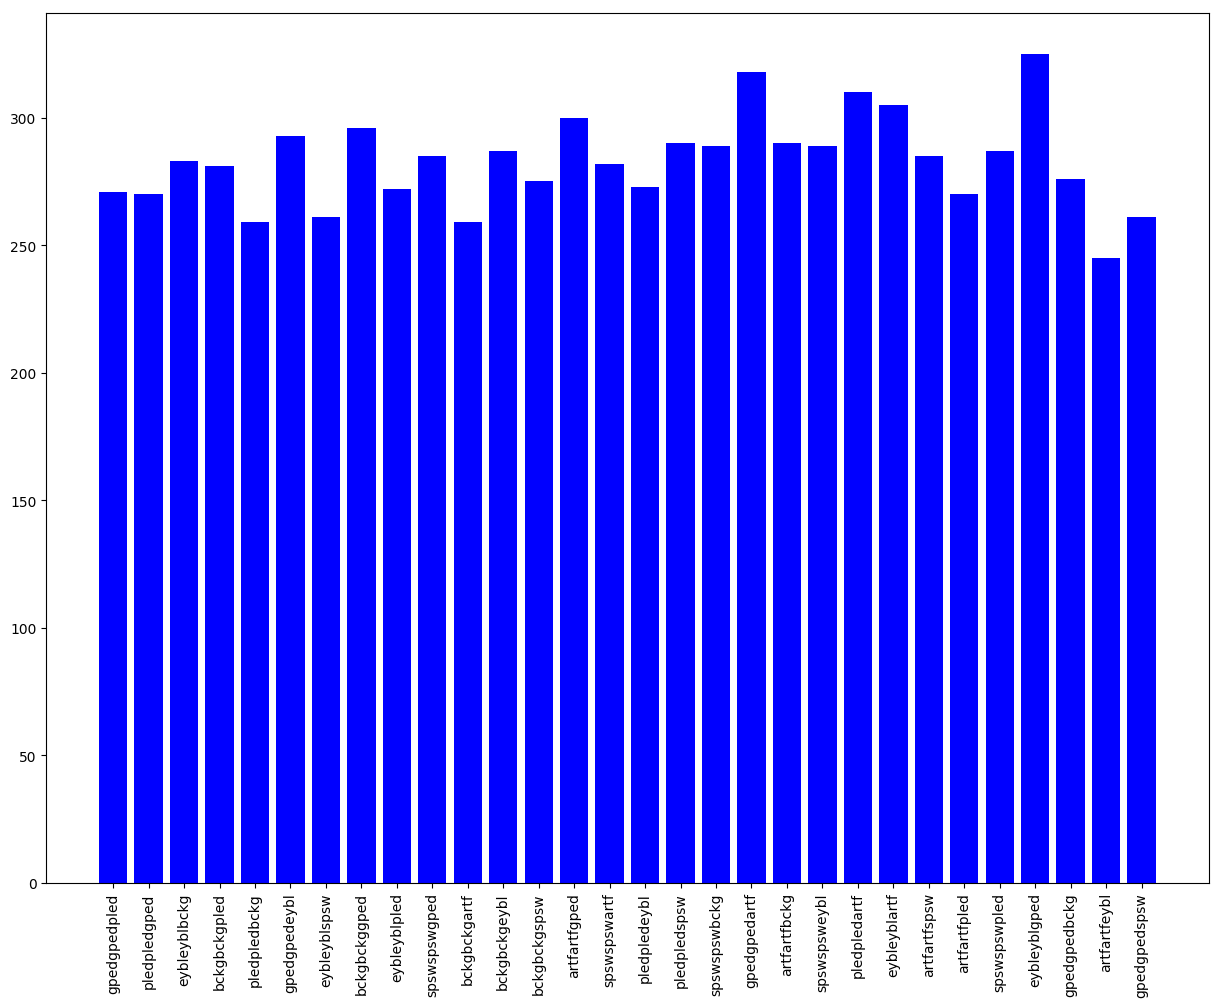 300
250
200
150
100
50
0
gpedgpedpled
pledpledgped
eybleyblbckg
bckgbckgpled
pledpledbckg
gpedgpedeybl
eybleyblspsw
bckgbckggped
eybleyblpled
spswspswgped
bckgbckgartf
bckgbckgeybl
bckgbckgspsw
artfartfgped
spswspswartf
pledpledeybl
pledpledspsw
spswspswbckg
gpedgpedartf
artfartfbckg
spswspsweybl
pledpledartf
eybleyblartf
artfartfspsw
artfartfpled
spswspswpled
eybleyblgped
gpedgpedbckg
artfartfeybl
gpedgpedspsw